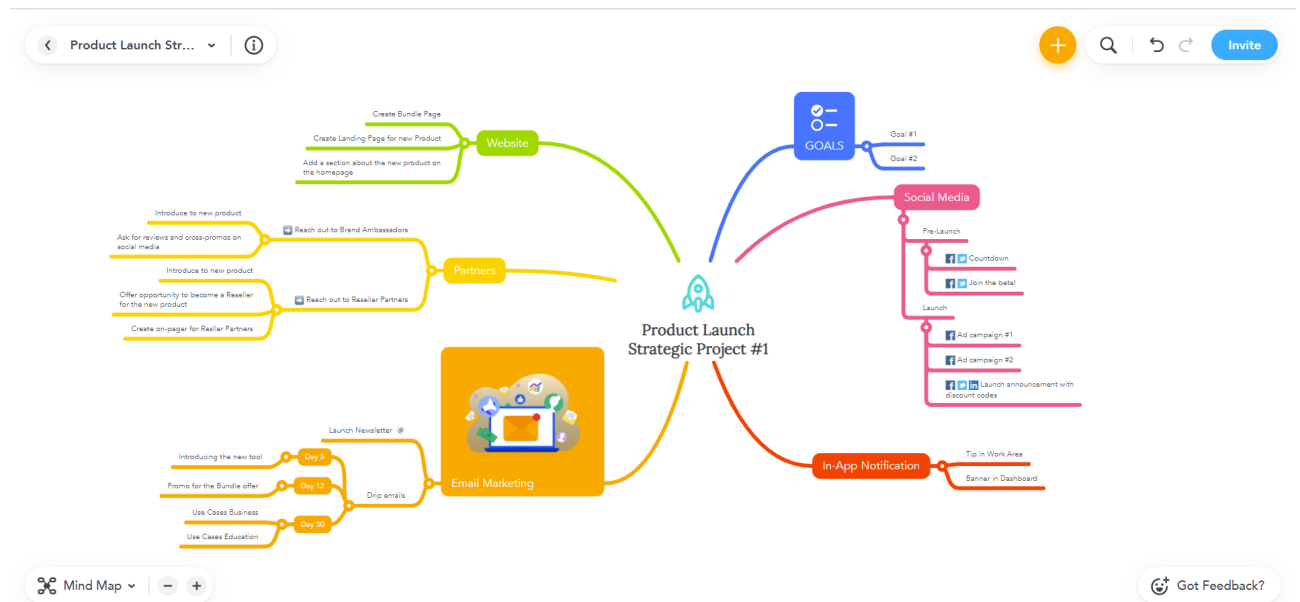 Product Launch Str...
Invite
Create Bundle Page
Create Landing Page for new Product
Add a section about the new product on
the homepage
Website
GOALS
Goal #1
Goal #2
Social Media
Pre-Launch
Countdown
Join the beta!
Launch
Ad campaign #1
Ad campaign #2
Launch announcement with
discount codes
Introduce to new product
Ask for reviews and cross-promos on
social media
Reach out to Brand Ambassadors
Partners
Introduce to new product
Offer opportunity to become a Reseller
for the new product
Create on-pager for Resller Partners
Reach out to Reseller Partners
Product Launch
Strategic Project #1
Launch Newsletter
Introducing the new tool
Day 5
Promo for the Bundle offer
Day 12
Use Cases Business
Use Cases Education
Day 30
Drip emails
Email Marketing
In-App Notification
Tip in Work Area
Banner in Dashboard
Mind Map
Got Feedback?